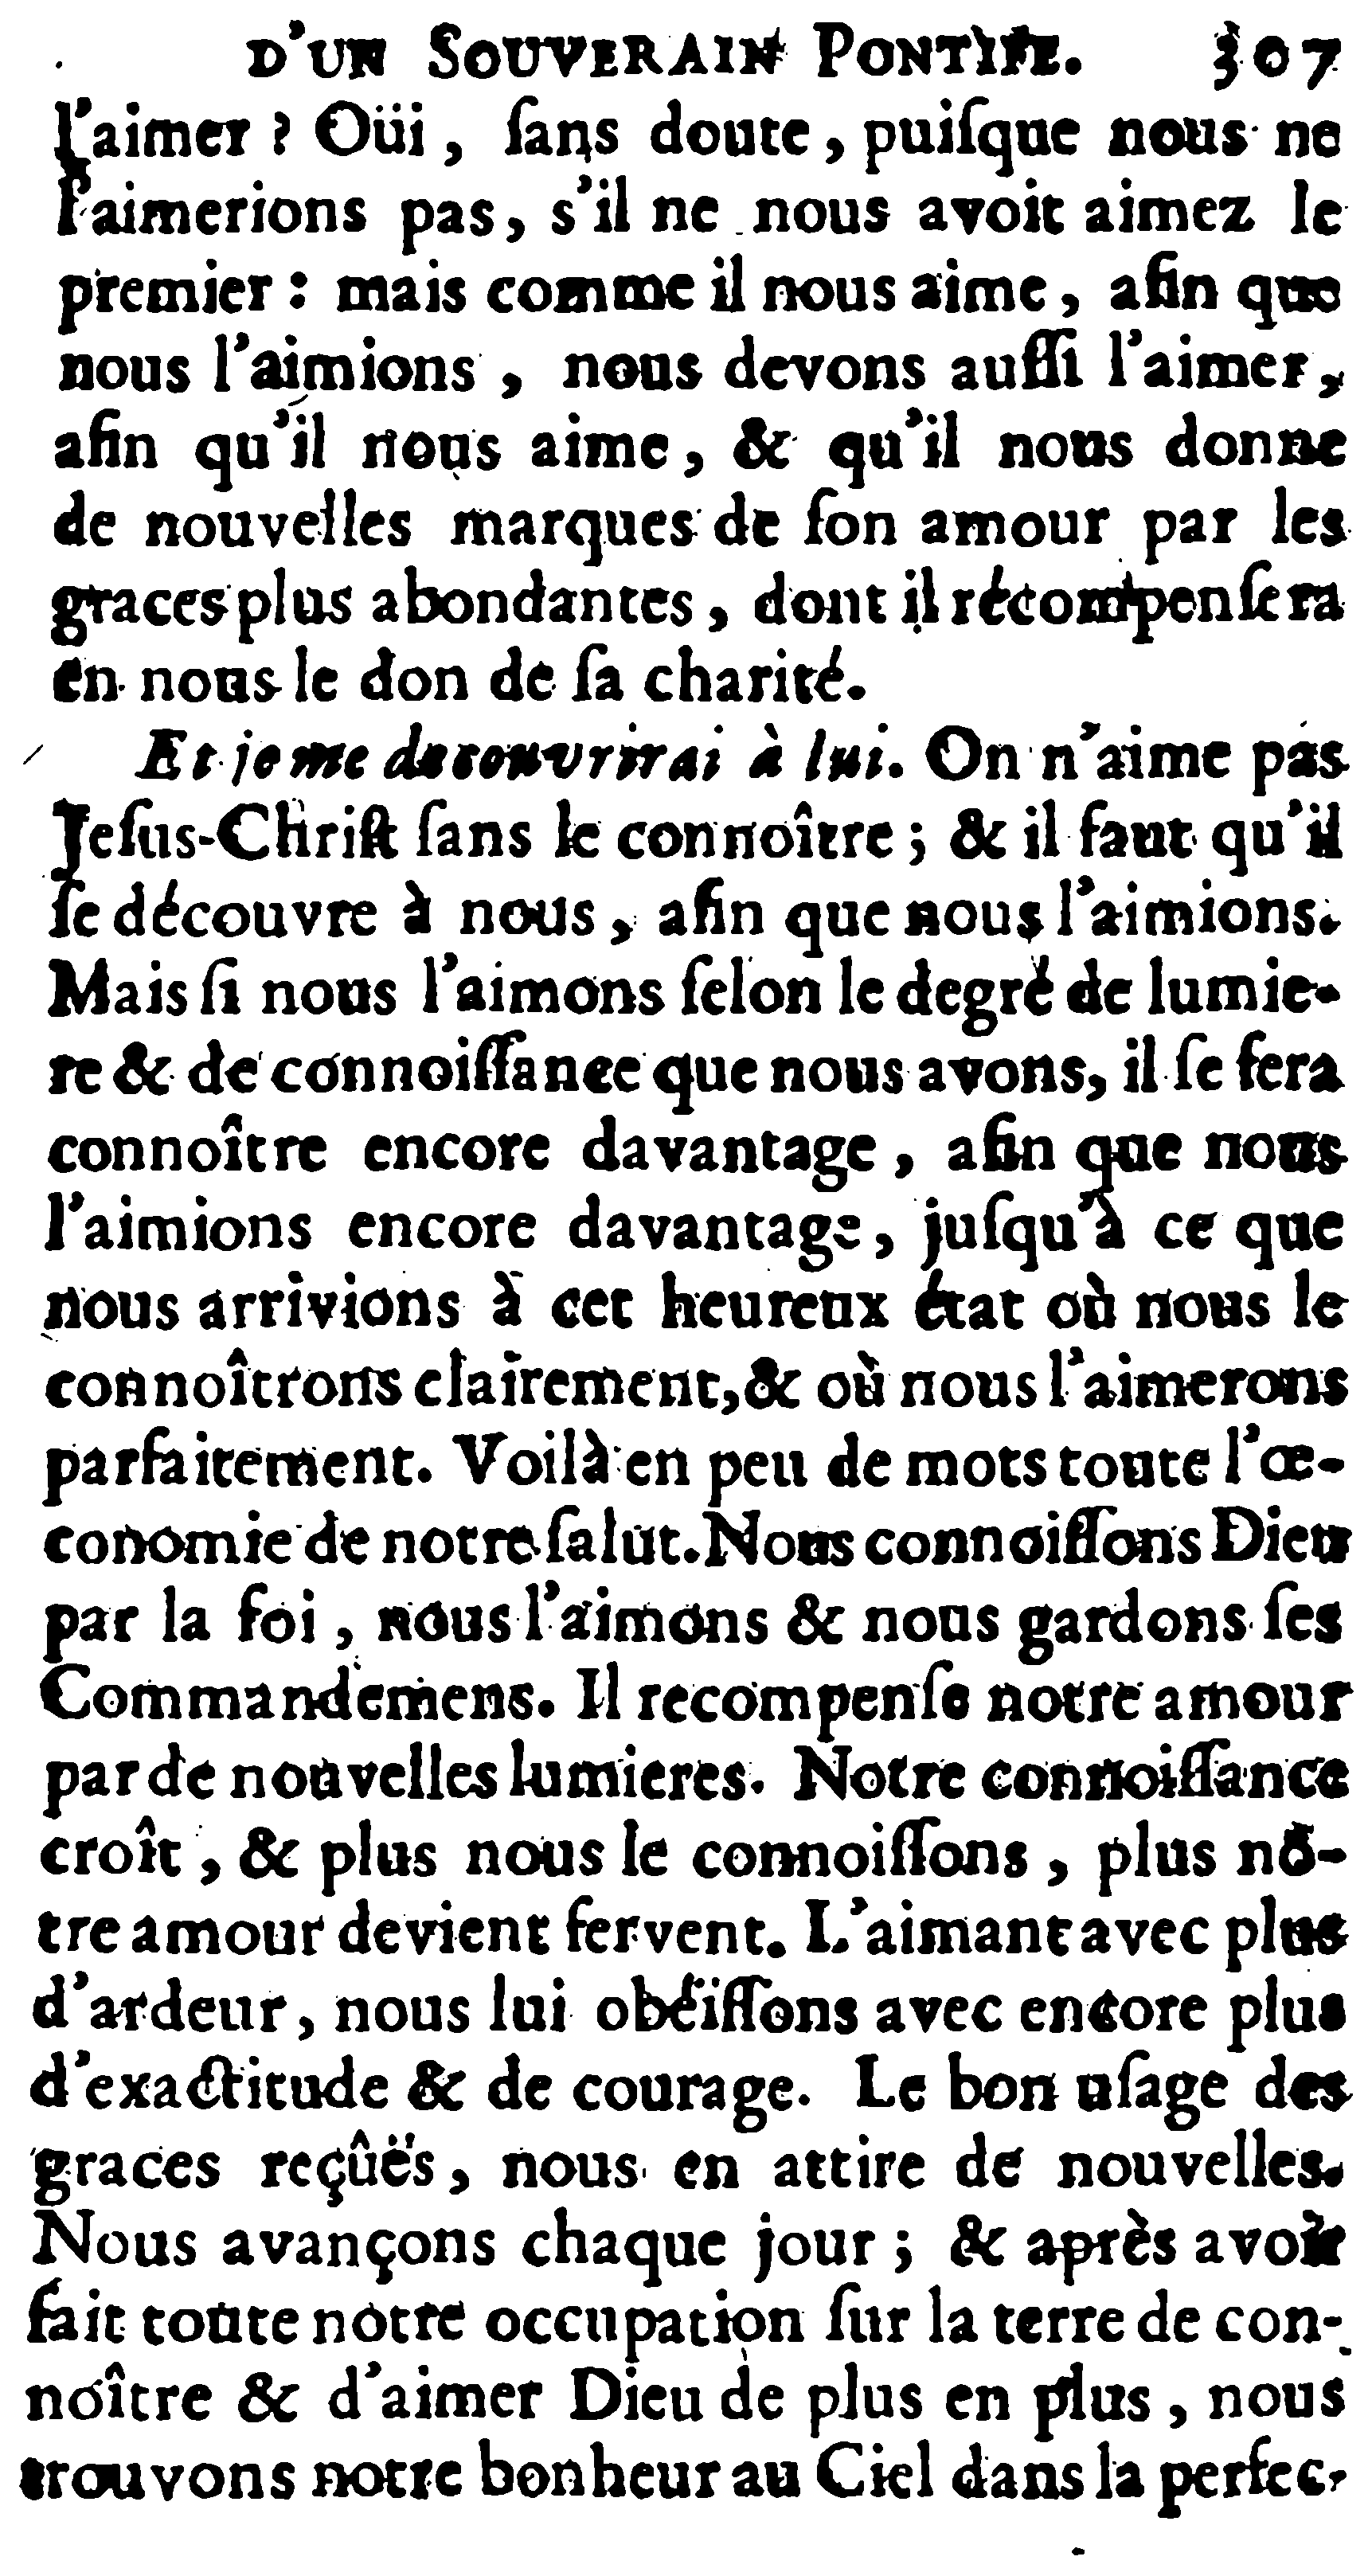 D'UN SOUVERAIN PONTIFE. 307
l'aimer ? Oüi, ſans doute, puiſque nous ne
l'aimerions pas, s'il ne nous avoit aimez le
premier : mais comme il nous aime, afin que
nous l'aimions, nous devons auſſi l'aimer,
afin qu'il nous aime, & qu'il nous donne
de nouvelles marques de ſon amour par les
graces plus abondantes, dont il récompenſera
en nous le don de ſa charité.
Et je me decouvrirai à lui. On n'aime pas
Jeſus-Chriſt ſans le connoître ; & il faut qu'il
ſe découvre à nous, afin que nous l'aimions.
Mais ſi nous l'aimons ſelon le degré de lumie-
re & de connoiſſance que nous avons, il ſe fera
connoître encore davantage, afin que nous
l'aimions encore davantage, juſqu'à ce que
nous arrivions à cet heureux état où nous le
connoîtrons clairement, & où nous l'aimerons
parfaitement. Voilà en peu de mots toute l'œ-
conomie de notre ſalut. Nous connoiſſons Dieu
par la foi, nous l'aimons & nous gardons ſes
Commandemens. Il recompenſe notre amour
par de nouvelles lumieres. Notre connoiſſance
croît, & plus nous le connoiſſons, plus nô-
tre amour devient fervent. L'aimant avec plus
d'ardeur, nous lui obéïſſons avec encore plus
d'exactitude & de courage. Le bon uſage des
graces reçûës, nous en attire de nouvelles.
Nous avançons chaque jour ; & après avoir
fait toute notre occupation ſur la terre de con-
noître & d'aimer Dieu de plus en plus, nous
trouvons notre bonheur au Ciel dans la perfec-